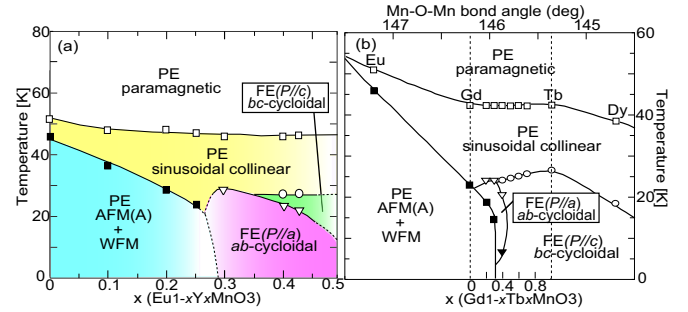 Mn-O-Mn bond angle (deg)
147 146 145
(a)
PE
paramagnetic
FE(P//c)
bc-cycloidal
PE
sinusoidal collinear
PE
AFM(A)
+
WFM
FE(P//a)
ab-cycloidal
Temperature [K]
80
60
40
20
0
0 0.1 0.2 0.3 0.4 0.5
x (Eu1-xYxMnO3)
(b)
Eu
PE
paramagnetic
Gd Tb
Dy
PE
sinusoidal collinear
PE
AFM(A)
+
WFM
FE(P//a)
ab-cycloidal
FE(P//c)
bc-cycloidal
60
40
20
0
Temperature [K]
0 0.2 0.4 0.8
x (Gd1-xTbxMnO3)